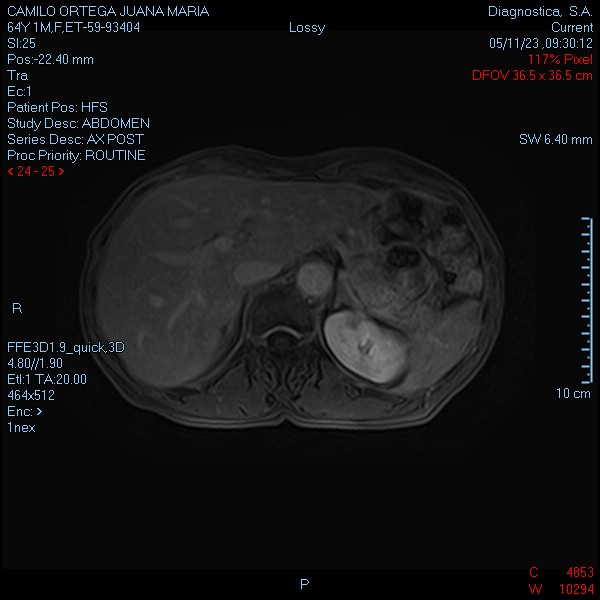 CAMILO ORTEGA JUANA MARIA
64Y 1M,F,ET-59-93404
SI:25
Pos:-22.40 mm
Tra
Ec:1
Patient Pos: HFS
Study Desc: ABDOMEN
Series Desc: AX POST
Proc Priority: ROUTINE
< 24 - 25 >
Lossy
Diagnostica, S.A.
Current
05/11/23 ,09:30:12
117% Pixel
DFOV 36.5 x 36.5 cm
SW 6.40 mm
R
FFE3D1.9_quick,3D
4.80//1.90
Etl:1 TA:20.00
464x512
Enc: >
1nex
10 cm
P
C 4853
W 10294